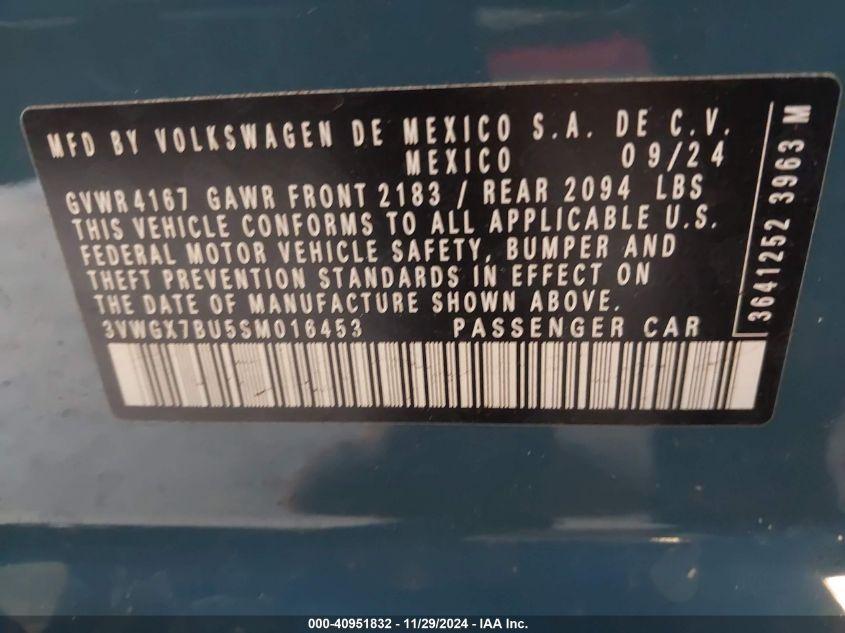 MFD BY VOLKSWAGEN DE MEXICO S.A. DE C.V.
MEXICO 09/24
GVWR 4167 GAWR FRONT 2183 / REAR 2094 LBS
THIS VEHICLE CONFORMS TO ALL APPLICABLE U.S.
FEDERAL MOTOR VEHICLE SAFETY, BUMPER AND
THEFT PREVENTION STANDARDS IN EFFECT ON
THE DATE OF MANUFACTURE SHOWN ABOVE.
3VWGX7BU5SM016453 PASSENGER CAR
3641252 3963 M
000-40951832 - 11/29/2024 - IAA Inc.